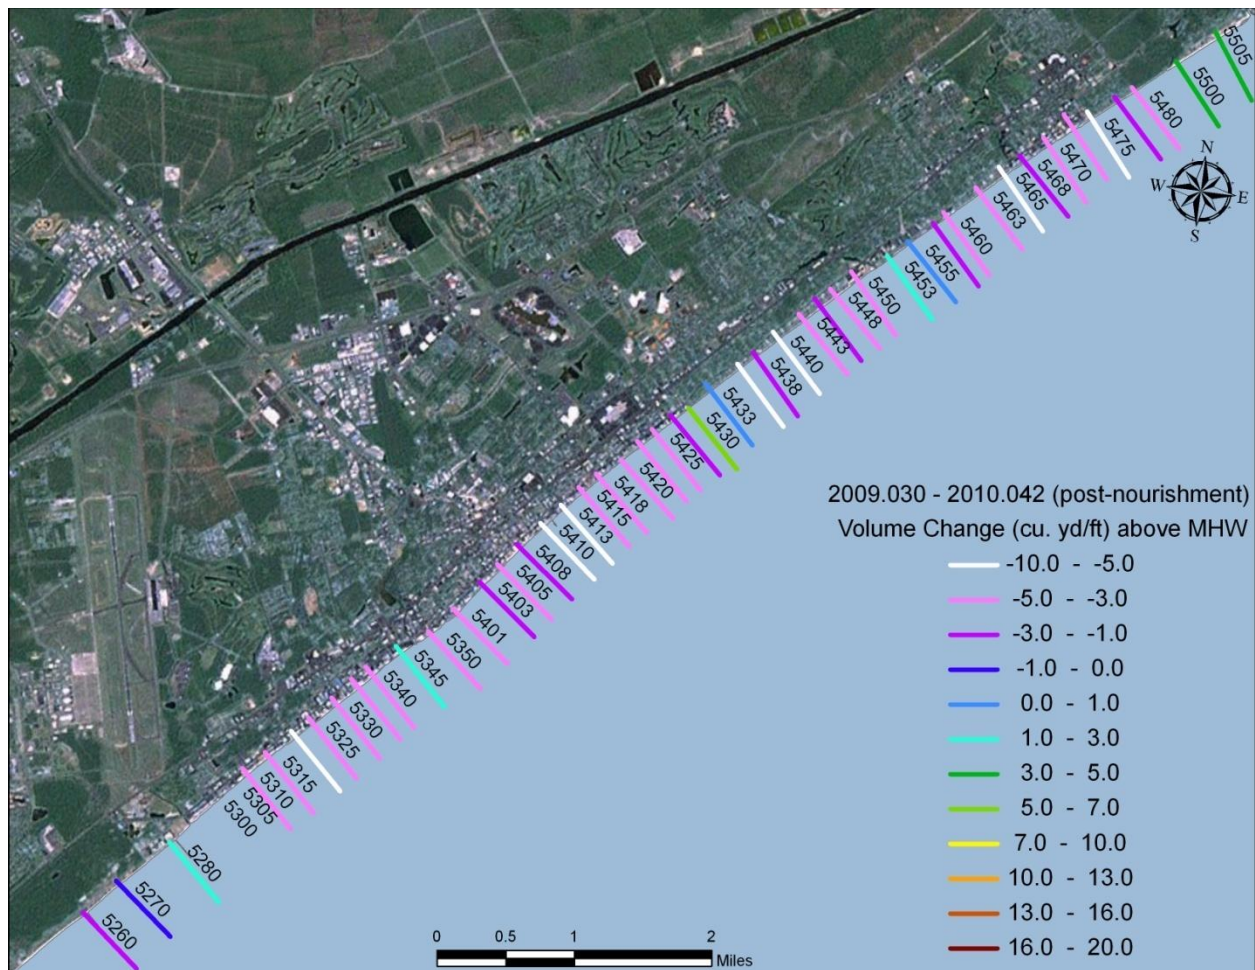 5505
5500
5480
5475
5470
5468
5465
5463
5460
5455
5453
5450
5448
5443
5440
5438
5433
5430
5425
5420
5418
5415
5413
5410
5408
5405
5403
5401
5350
5345
5340
5330
5325
5315
5310
5305
5300
5280
5270
5260
N
W E
S
2009.030 - 2010.042 (post-nourishment)
Volume Change (cu. yd/ft) above MHW
-10.0 - -5.0
-5.0 - -3.0
-3.0 - -1.0
-1.0 - 0.0
0.0 - 1.0
1.0 - 3.0
3.0 - 5.0
5.0 - 7.0
7.0 - 10.0
10.0 - 13.0
13.0 - 16.0
16.0 - 20.0
0 0.5 1 2
Miles